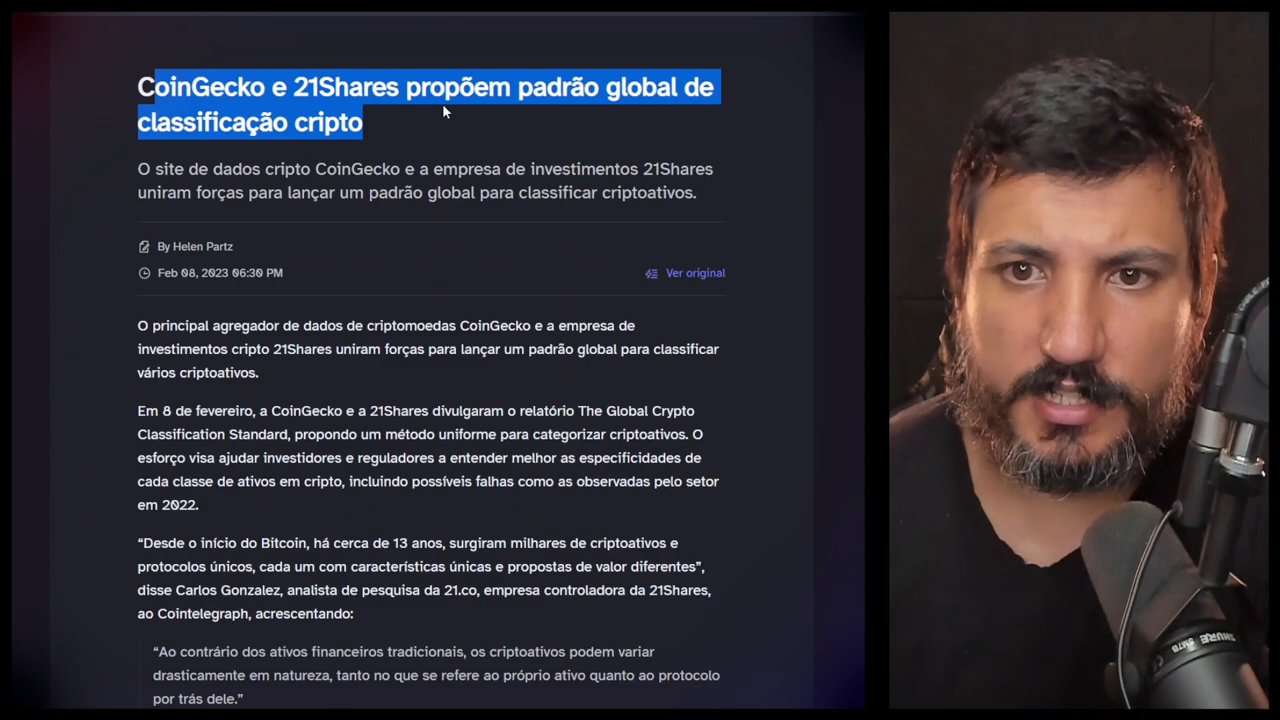 CoinGecko e 21Shares propõem padrão global de
classificação cripto
O site de dados cripto CoinGecko e a empresa de investimentos 21Shares
uniram forças para lançar um padrão global para classificar criptoativos.
By Helen Partz
Feb 08, 2023 06:30 PM
Ver original
O principal agregador de dados de criptomoedas CoinGecko e a empresa de
investimentos cripto 21Shares uniram forças para lançar um padrão global para classificar
vários criptoativos.
Em 8 de fevereiro, a CoinGecko e a 21Shares divulgaram o relatório The Global Crypto
Classification Standard, propondo um método uniforme para categorizar criptoativos. O
esforço visa ajudar investidores e reguladores a entender melhor as especificidades de
cada classe de ativos em cripto, incluindo possíveis falhas como as observadas pelo setor
em 2022.
“Desde o início do Bitcoin, há cerca de 13 anos, surgiram milhares de criptoativos e
protocolos únicos, cada um com características únicas e propostas de valor diferentes”,
disse Carlos Gonzalez, analista de pesquisa da 21.co, empresa controladora da 21Shares,
ao Cointelegraph, acrescentando:
“Ao contrário dos ativos financeiros tradicionais, os criptoativos podem variar
drasticamente em natureza, tanto no que se refere ao próprio ativo quanto ao protocolo
por trás dele.”
SHURE